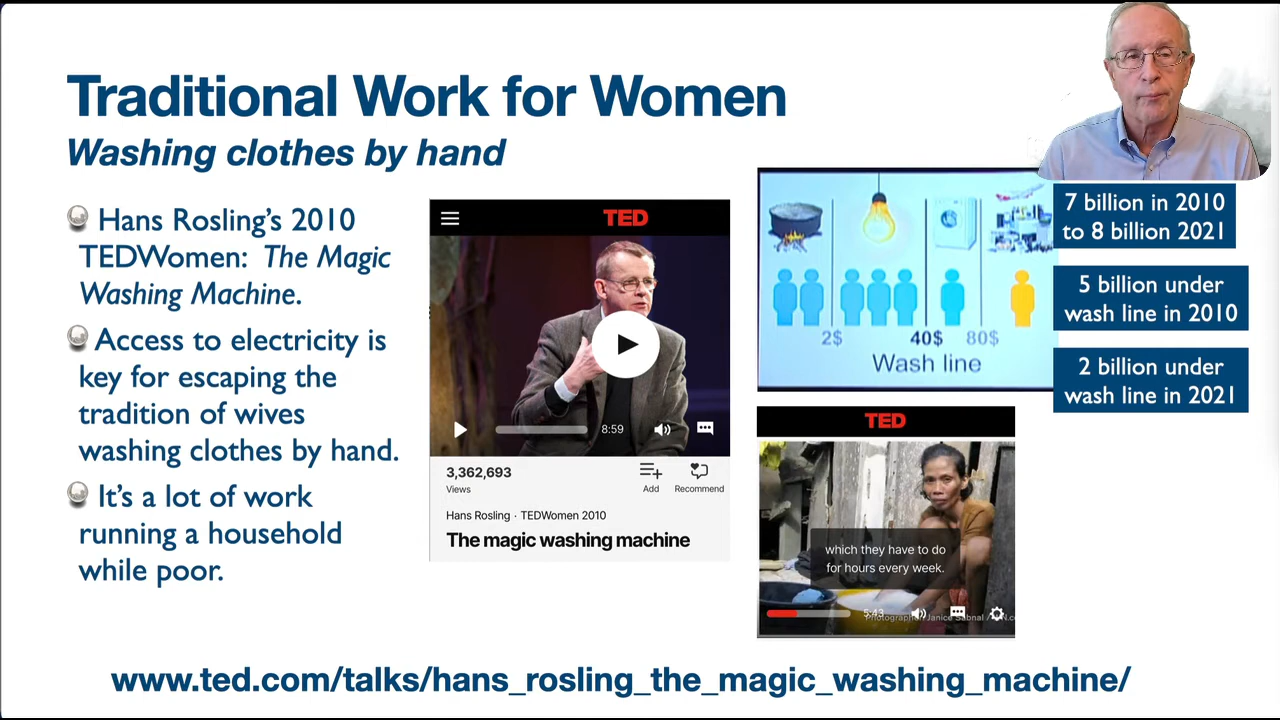 Traditional Work for Women
Washing clothes by hand
Hans Rosling's 2010
TEDWomen: The Magic
Washing Machine.
Access to electricity is
key for escaping the
tradition of wives
washing clothes by hand.
It's a lot of work
running a household
while poor.
TED
8:59
3,362,693
Views
Add
Recommend
Hans Rosling · TEDWomen 2010
The magic washing machine
2$
40$
80$
Wash line
7 billion in 2010
to 8 billion 2021
5 billion under
wash line in 2010
2 billion under
wash line in 2021
TED
which they have to do
for hours every week.
5:43
Photographer Janice Sabnal /
www.ted.com/talks/hans_rosling_the_magic_washing_machine/